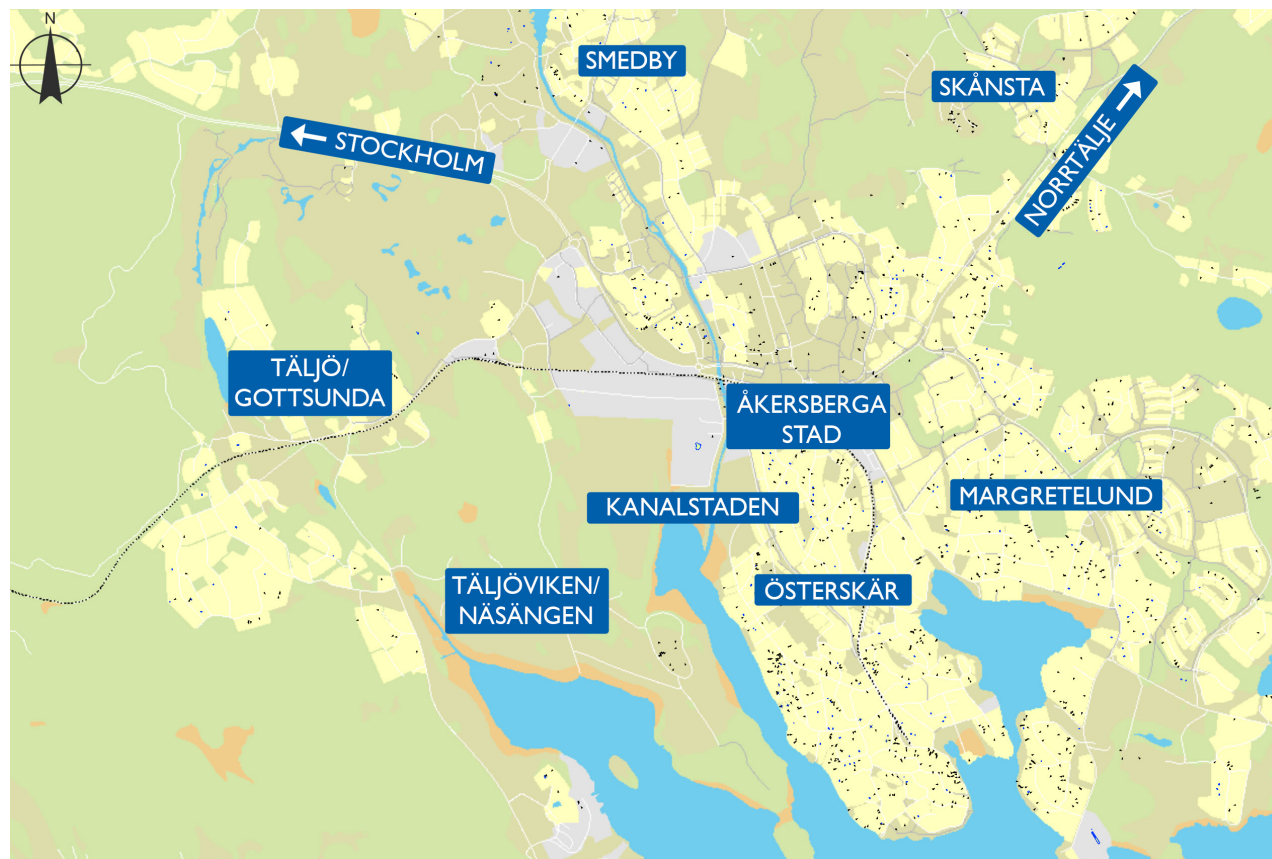 N
SMEDBY
SKÅNSTA
STOCKHOLM
NORRTÄLJE
TÄLJÖ/
GOTTSUNDA
ÅKERSBERGA
STAD
KANALSTADEN
MARGRETELUND
TÄLJÖVIKEN/
NÄSÄNGEN
ÖSTERSKÄR